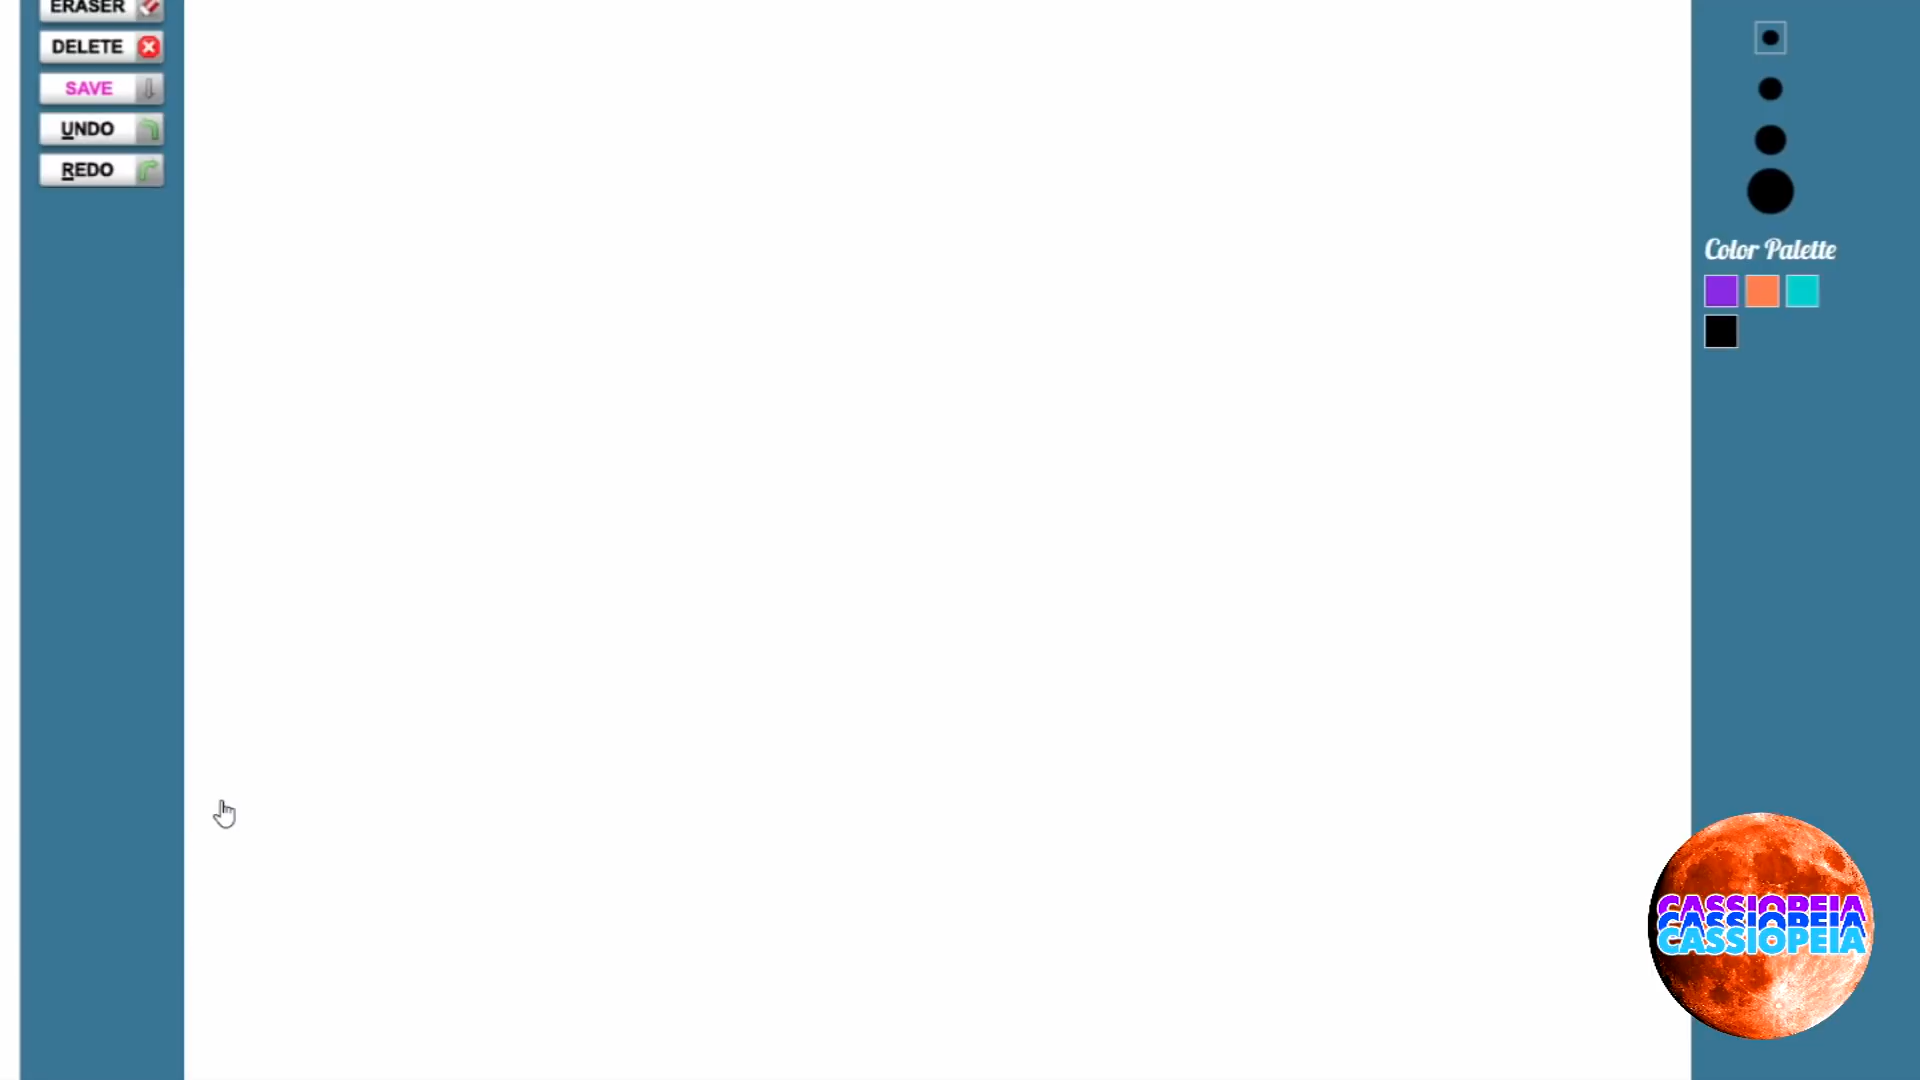 ERASER
DELETE
SAVE
UNDO
REDO
Color Palette
CASSIOPEIA
CASSIOPEIA
CASSIOPEIA